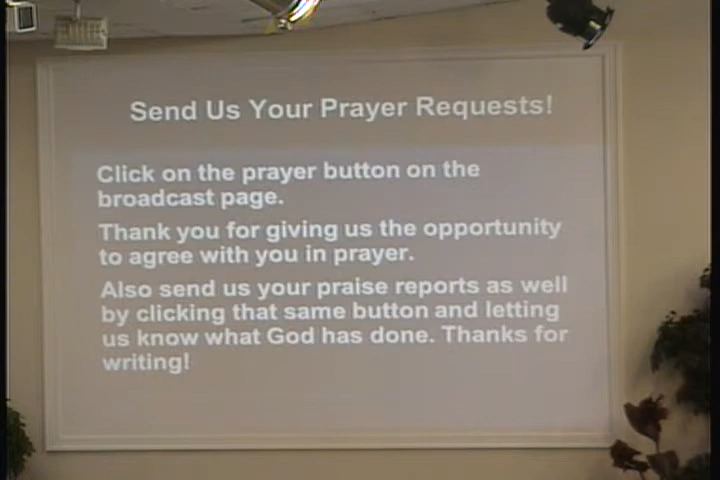 Send Us Your Prayer Requests!
Click on the prayer button on the
broadcast page.
Thank you for giving us the opportunity
to agree with you in prayer.
Also send us your praise reports as well
by clicking that same button and letting
us know what God has done. Thanks for
writing!